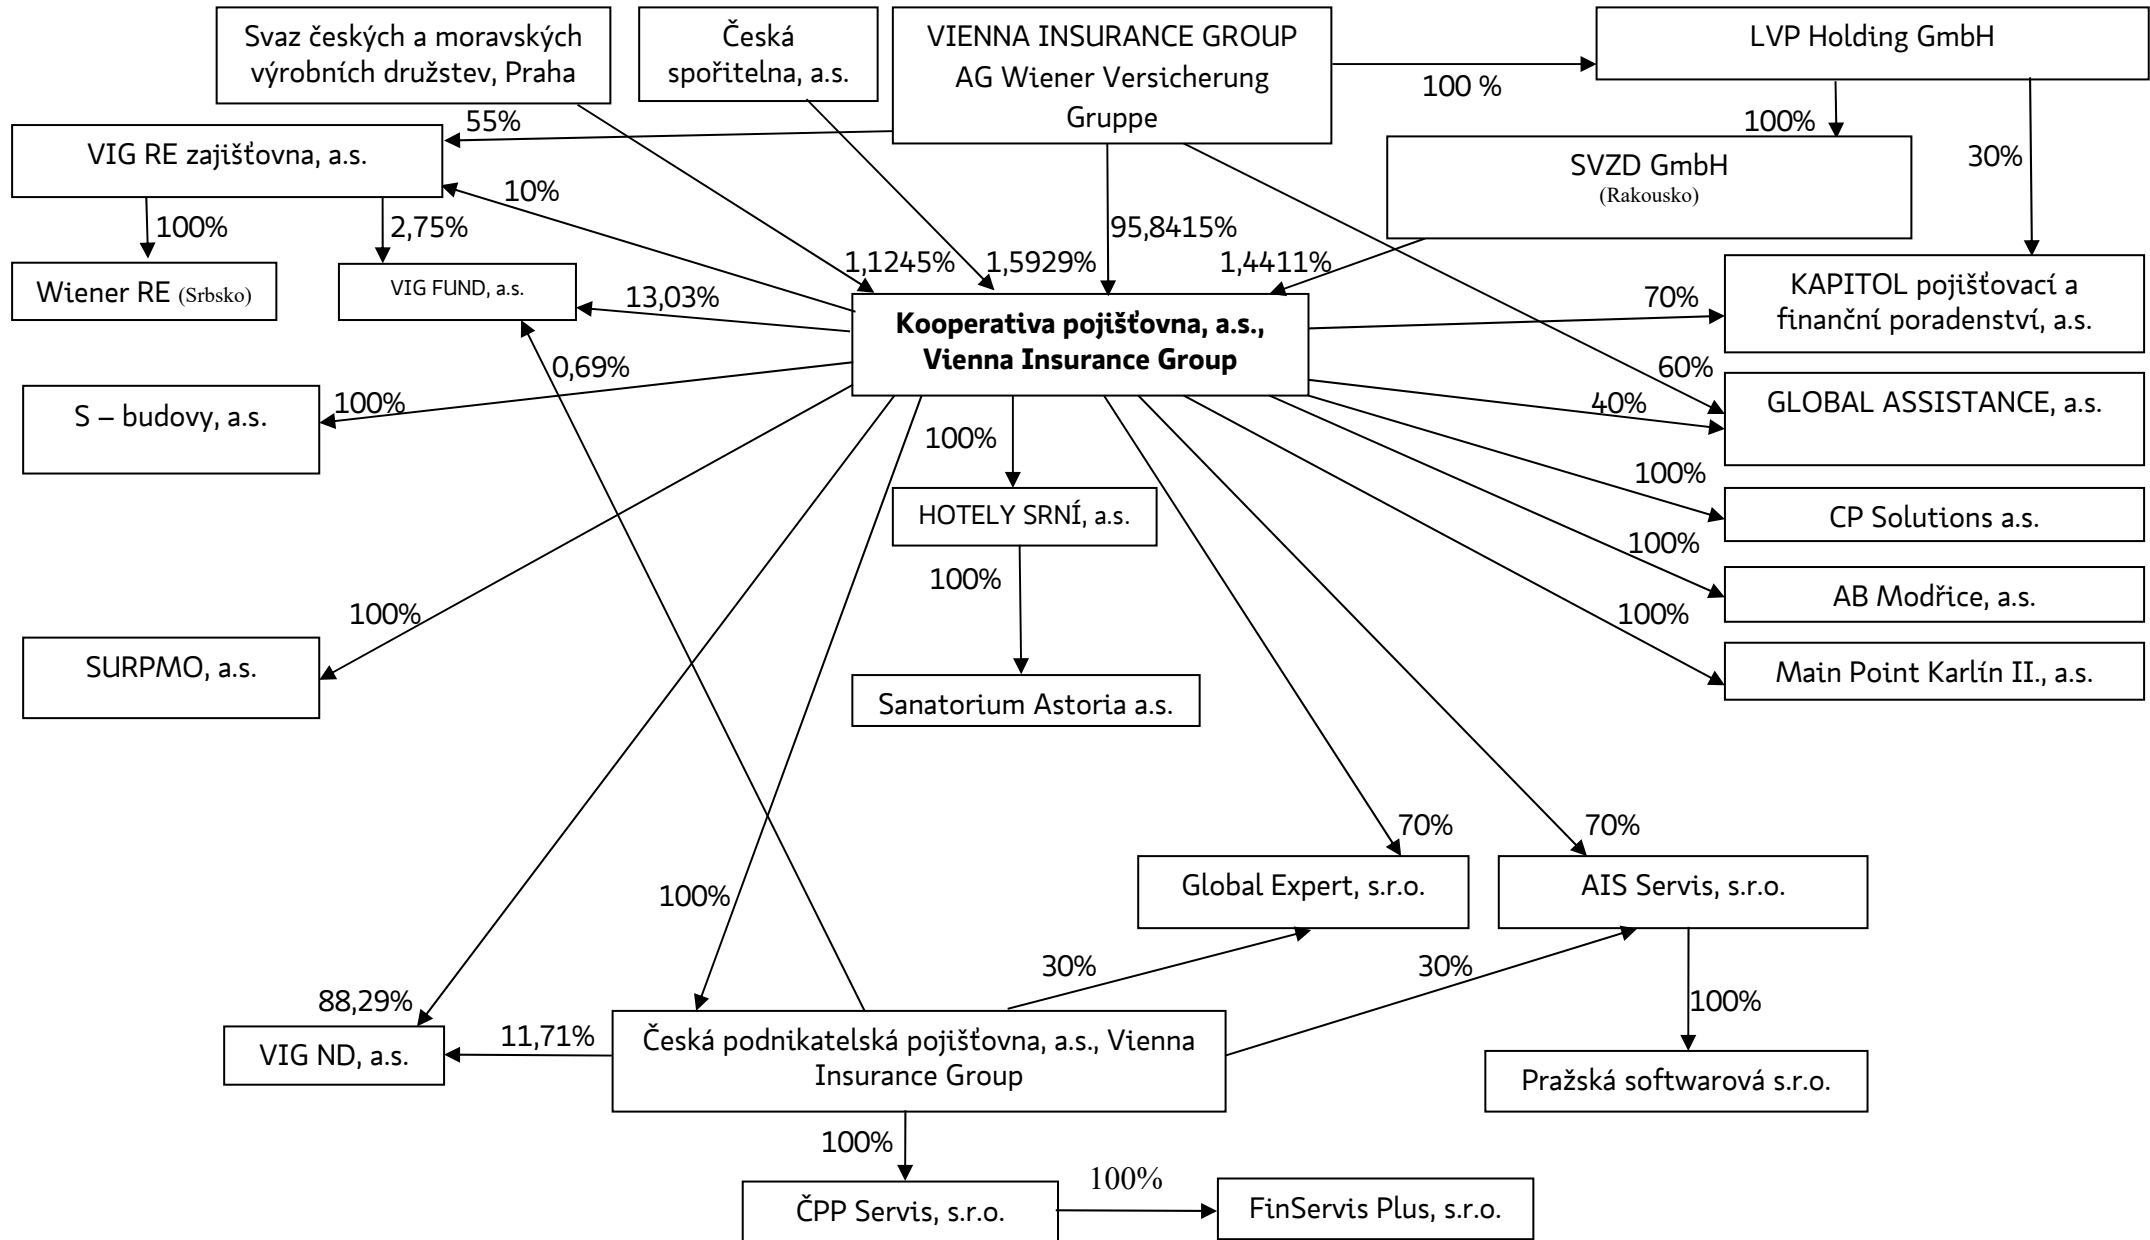 Svaz českých a moravských
výrobních družstev, Praha
Česká
spořitelna, a.s.
VIENNA INSURANCE GROUP
AG Wiener Versicherung
Gruppe
LVP Holding GmbH
100 %
55%
100%
30%
VIG RE zajišťovna, a.s.
SVZD GmbH
(Rakousko)
10%
100%
2,75%
95,8415%
1,1245%
1,5929%
1,4411%
Wiener RE (Srbsko)
VIG FUND, a.s.
13,03%
70%
KAPITOL pojišťovací a
finanční poradenství, a.s.
Kooperativa pojišťovna, a.s.,
Vienna Insurance Group
0,69%
60%
100%
40%
S – budovy, a.s.
GLOBAL ASSISTANCE, a.s.
100%
100%
HOTELY SRNÍ, a.s.
CP Solutions a.s.
100%
100%
AB Modřice, a.s.
100%
100%
SURPMO, a.s.
Main Point Karlín II., a.s.
Sanatorium Astoria a.s.
70%
70%
100%
Global Expert, s.r.o.
AIS Servis, s.r.o.
30%
30%
88,29%
100%
11,71%
VIG ND, a.s.
Česká podnikatelská pojišťovna, a.s., Vienna
Insurance Group
Pražská softwarová s.r.o.
100%
100%
ČPP Servis, s.r.o.
FinServis Plus, s.r.o.